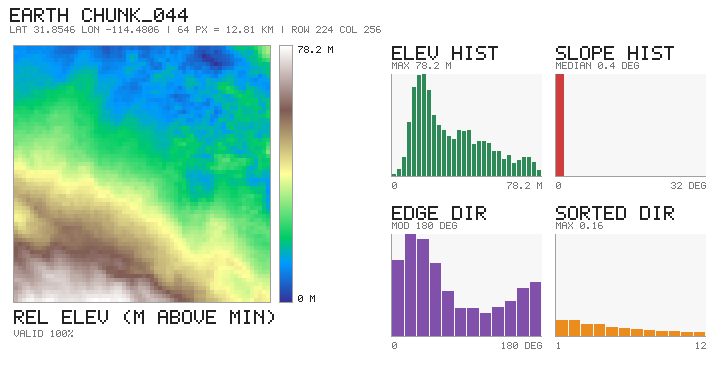 EARTH CHUNK_044
LAT 31.8546 LON -114.4806 | 64 PX = 12.81 KM | ROW 224 COL 256
78.2 M
0 M
REL ELEV (M ABOVE MIN)
VALID 100%
ELEV HIST
MAX 78.2 M
0 78.2 M
SLOPE HIST
MEDIAN 0.4 DEG
0 32 DEG
EDGE DIR
MOD 180 DEG
0 180 DEG
SORTED DIR
MAX 0.16
1 12